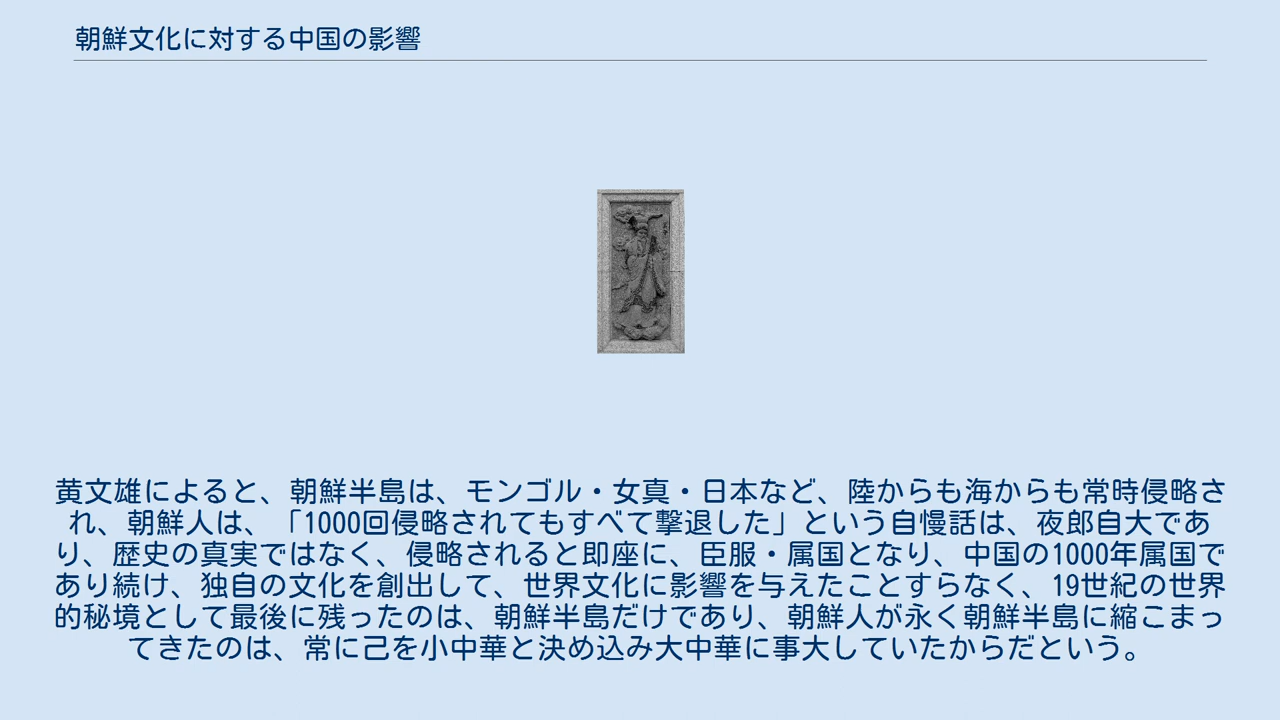 朝鮮文化に対する中国の影響
黄文雄によると、朝鮮半島は、モンゴル・女真・日本など、陸からも海からも常時侵略さ
れ、朝鮮人は、「1000回侵略されてもすべて撃退した」という自慢話は、夜郎自大であ
り、歴史の真実ではなく、侵略されると即座に、臣服・属国となり、中国の1000年属国で
あり続け、独自の文化を創出して、世界文化に影響を与えたことすらなく、19世紀の世界
的秘境として最後に残ったのは、朝鮮半島だけであり、朝鮮人が永く朝鮮半島に縮こまっ
てきたのは、常に己を小中華と決め込み大中華に事大していたからだという。